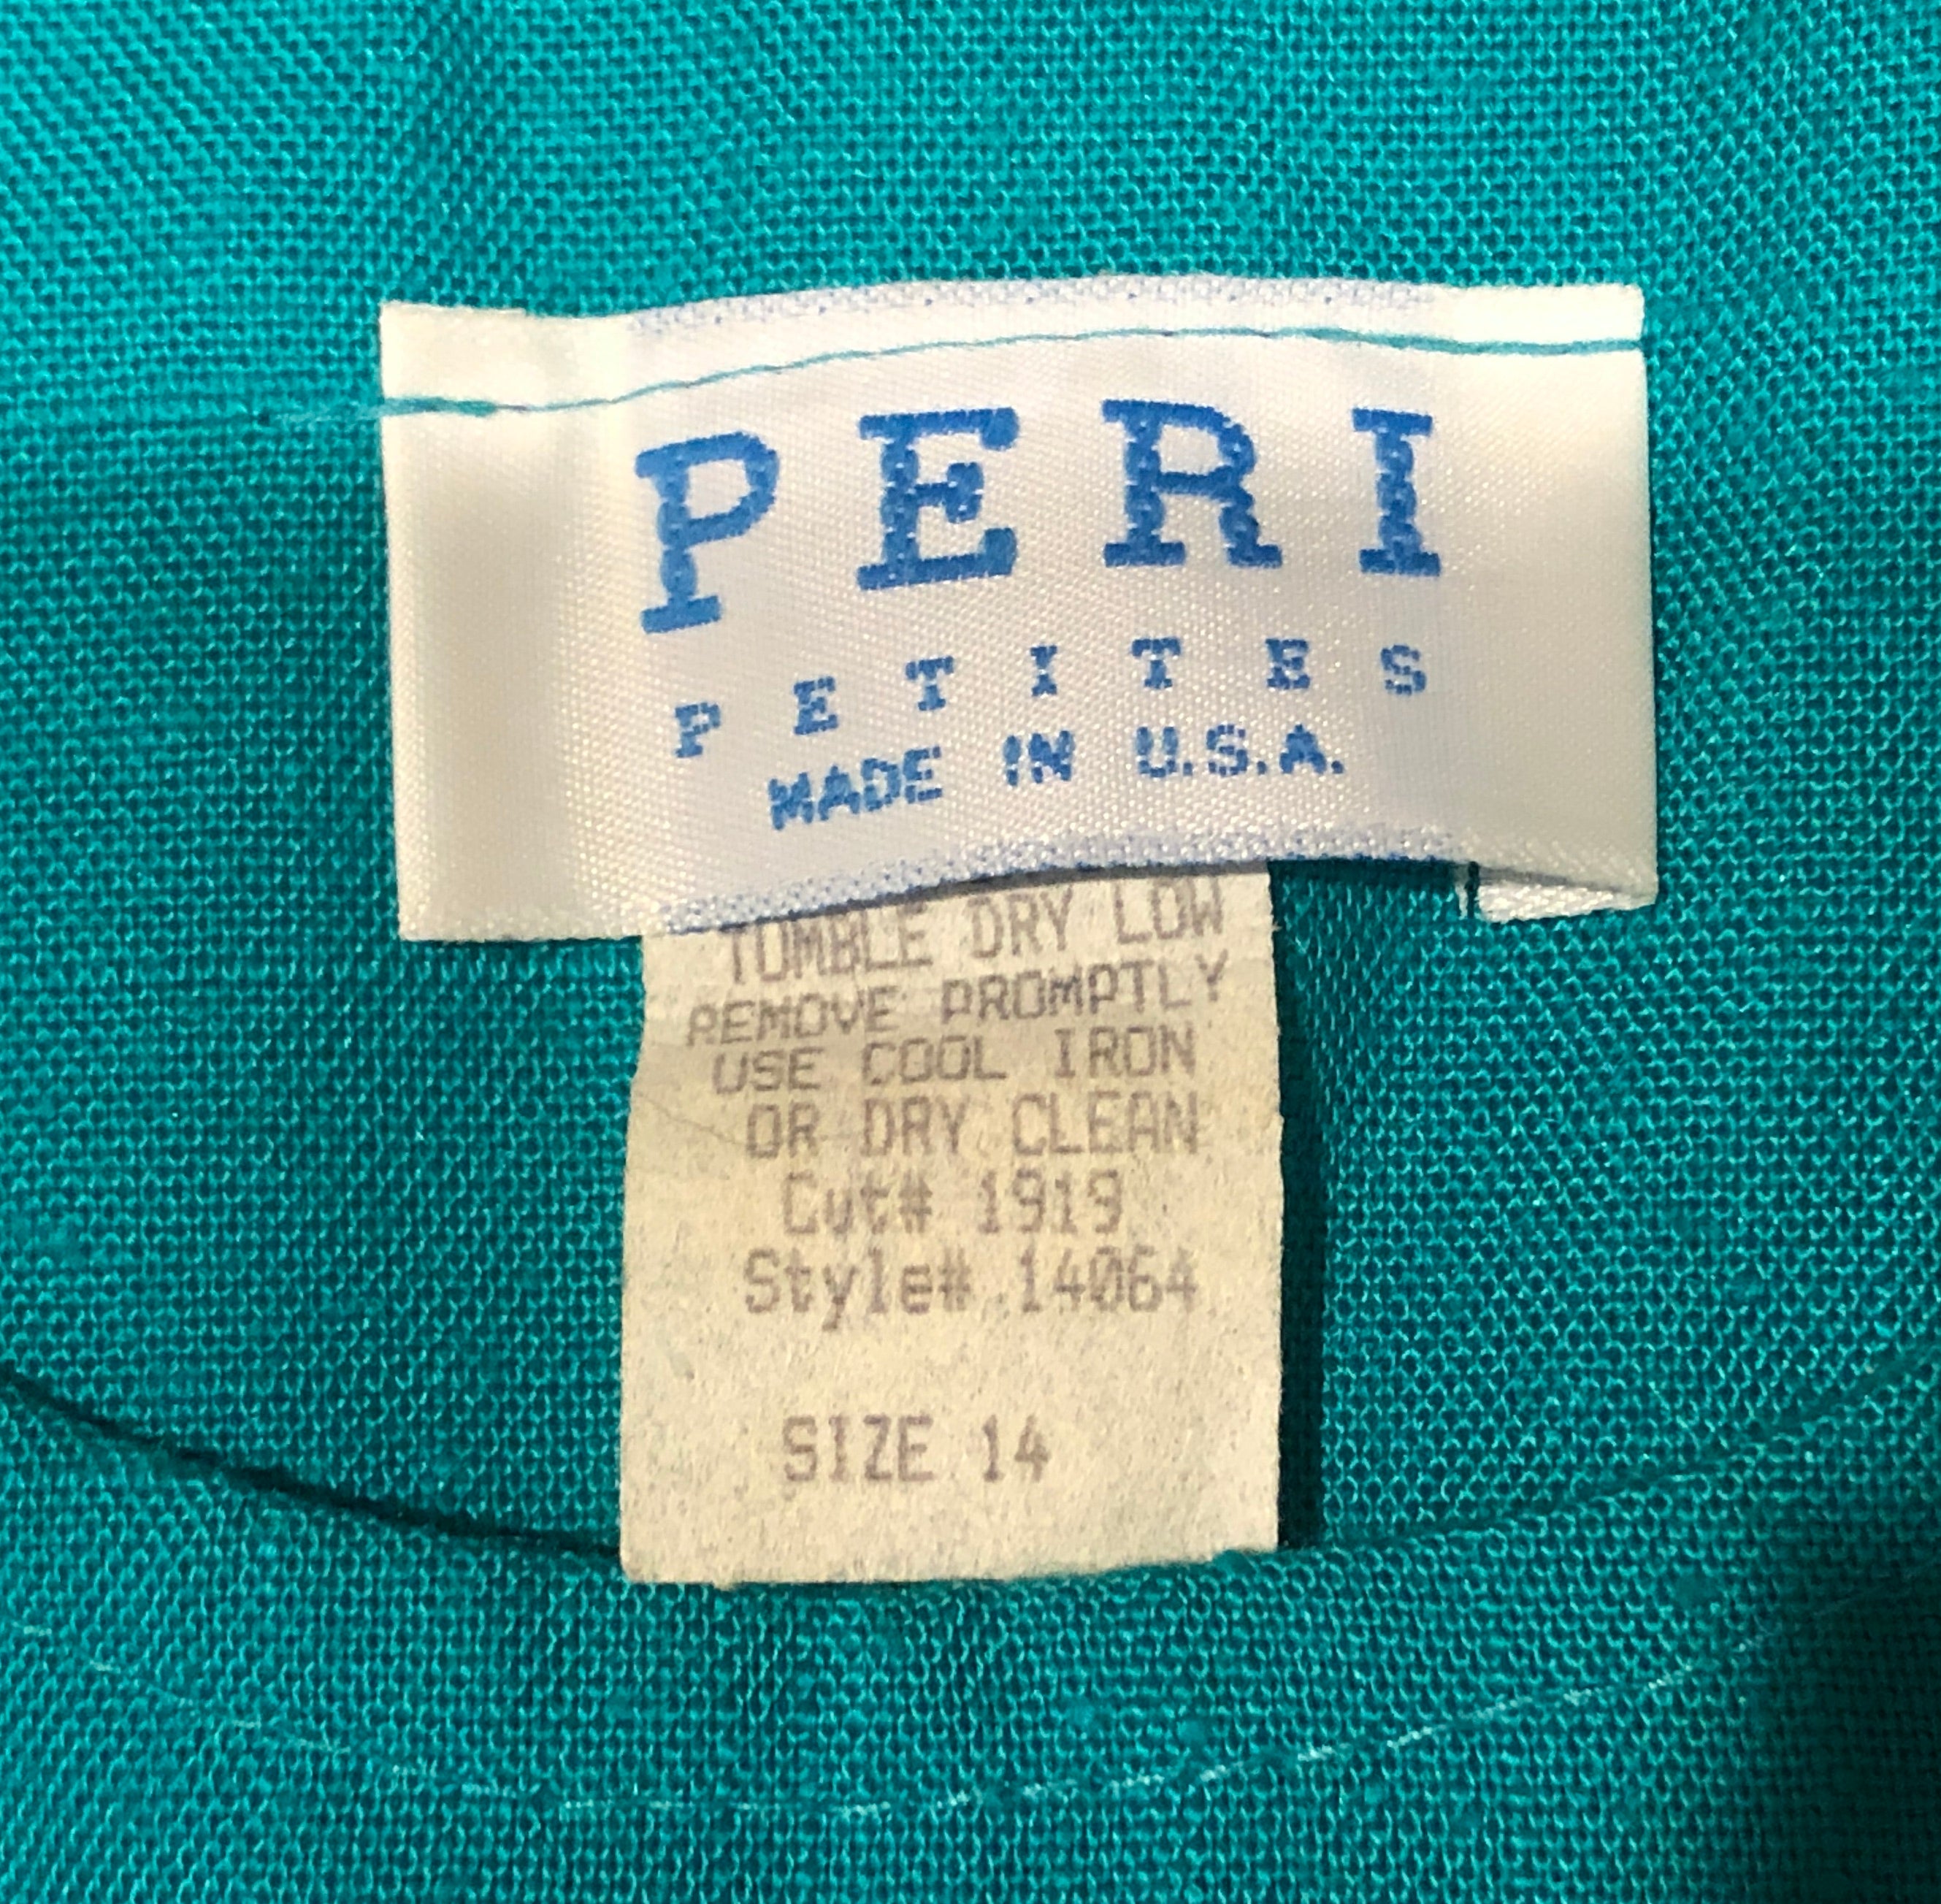 PERI
PETITES
MADE IN U.S.A.
TUMBLE DRY LOW
REMOVE PROMPTLY
USE COOL IRON
OR DRY CLEAN
Cut# 1919
Style# 14064
SIZE 14